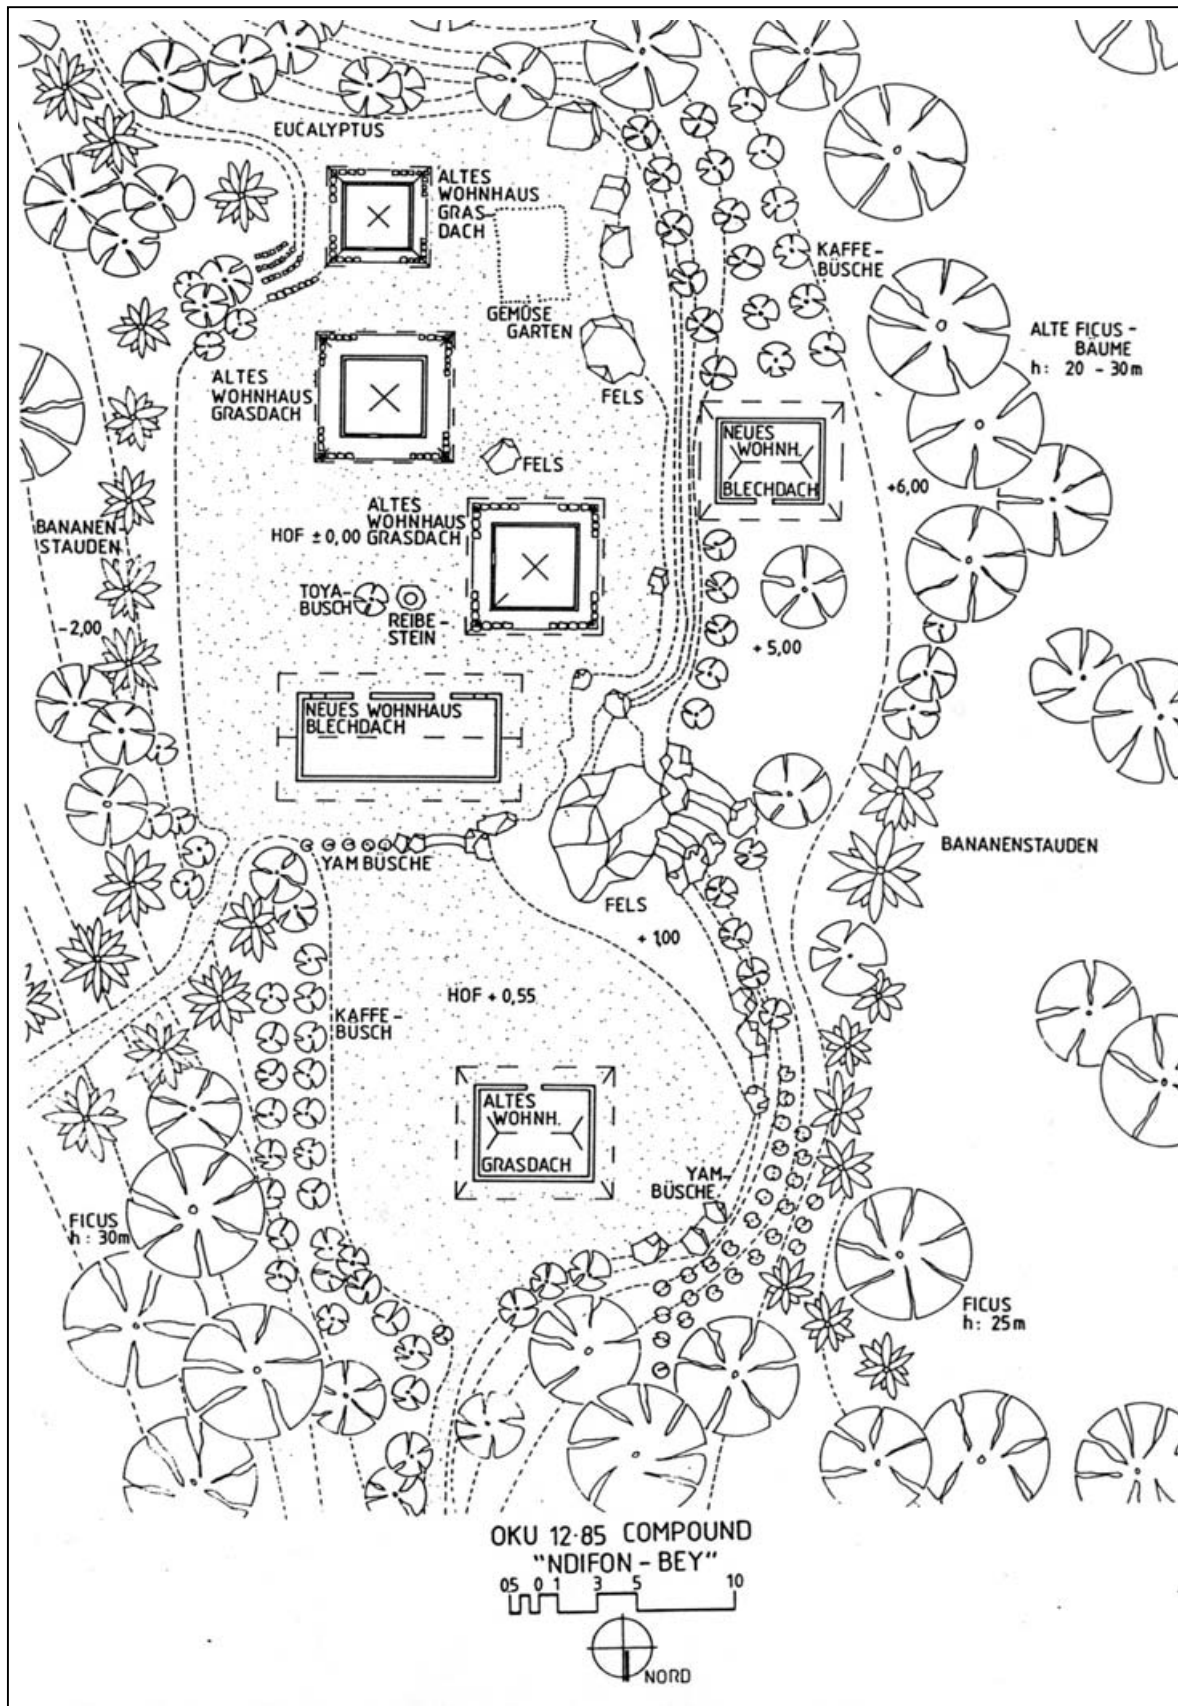 EUCALYPTUS
ALTES
WOHNHAUS
GRAS-
DACH
KAFFE-
BÜSCHE
GEMÜSE
GARTEN
ALTE FICUS -
BÄUME
h: 20 - 30m
ALTES
WOHNHAUS
GRASDACH
FELS
NEUES
WOHNH.
BLECHDACH
FELS
+6,00
BANANEN-
STAUDEN
ALTES
WOHNHAUS
GRASDACH
HOF ± 0,00
TOYA-
BUSCH
REIBE-
STEIN
-2,00
+ 5,00
NEUES WOHNHAUS
BLECHDACH
BANANENSTAUDEN
YAM BÜSCHE
FELS
+ 1,00
HOF + 0,55
KAFFE-
BUSCH
ALTES
WOHNH.
GRASDACH
YAM-
BÜSCHE
FICUS
h: 30m
FICUS
h: 25m
OKU 12·85 COMPOUND
"NDIFON - BEY"
0,5 0 1 3 5 10
NORD